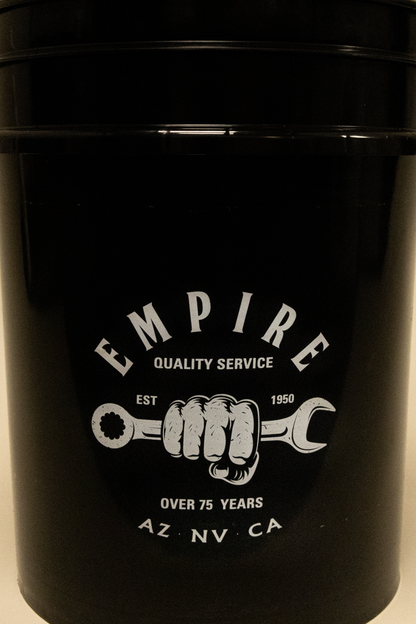 EMPIRE
QUALITY SERVICE
EST 1950
OVER 75 YEARS
AZ · NV · CA